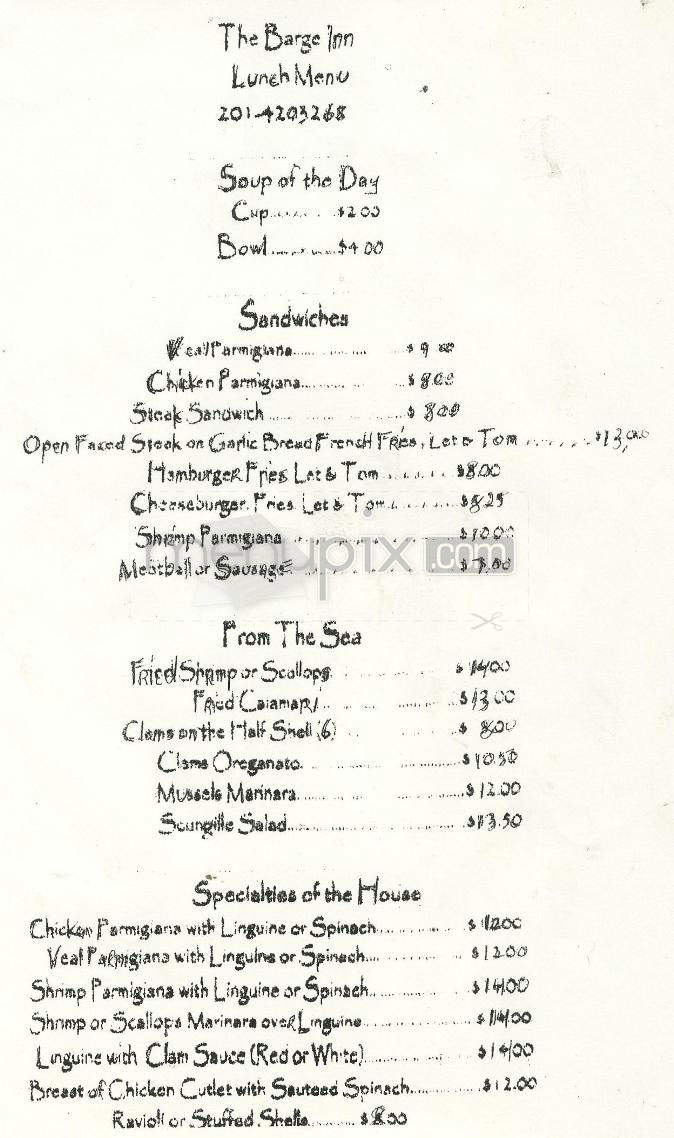 The Barge Inn
Lunch Menu
201-4203268
Soup of the Day
Cup........$2.00
Bowl..........$4.00
Sandwiches
Veal Parmigiana.................$9.00
Chicken Parmigiana.................$8.00
Steak Sandwich.................$8.00
Open Faced Steak on Garlic Bread French Fries, Let & Tom.........$13.00
Hamburger Fries Let & Tom.......$8.00
Cheeseburger. Fries Let & Tom.......$8.25
Shrimp Parmigiana.................$10.00
Meatball or Sausage.................$7.00
menupix.com
From The Sea
Fried Shrimp or Scallops.................$14.00
Fried Calamari.................$13.00
Clams on the Half Shell (6).................$8.00
Clams Oreganato.................$10.50
Mussels Marinara.................$12.00
Scungille Salad.................$13.50
Specialties of the House
Chicken Parmigiana with Linguine or Spinach.............$12.00
Veal Parmigiana with Linguine or Spinach.............$12.00
Shrimp Parmigiana with Linguine or Spinach.............$14.00
Shrimp or Scallops Marinara over Linguine.............$14.00
Linguine with Clam Sauce (Red or White).............$14.00
Breast of Chicken Cutlet with Sauteed Spinach.............$12.00
Ravioli or Stuffed Shells..........$8.00